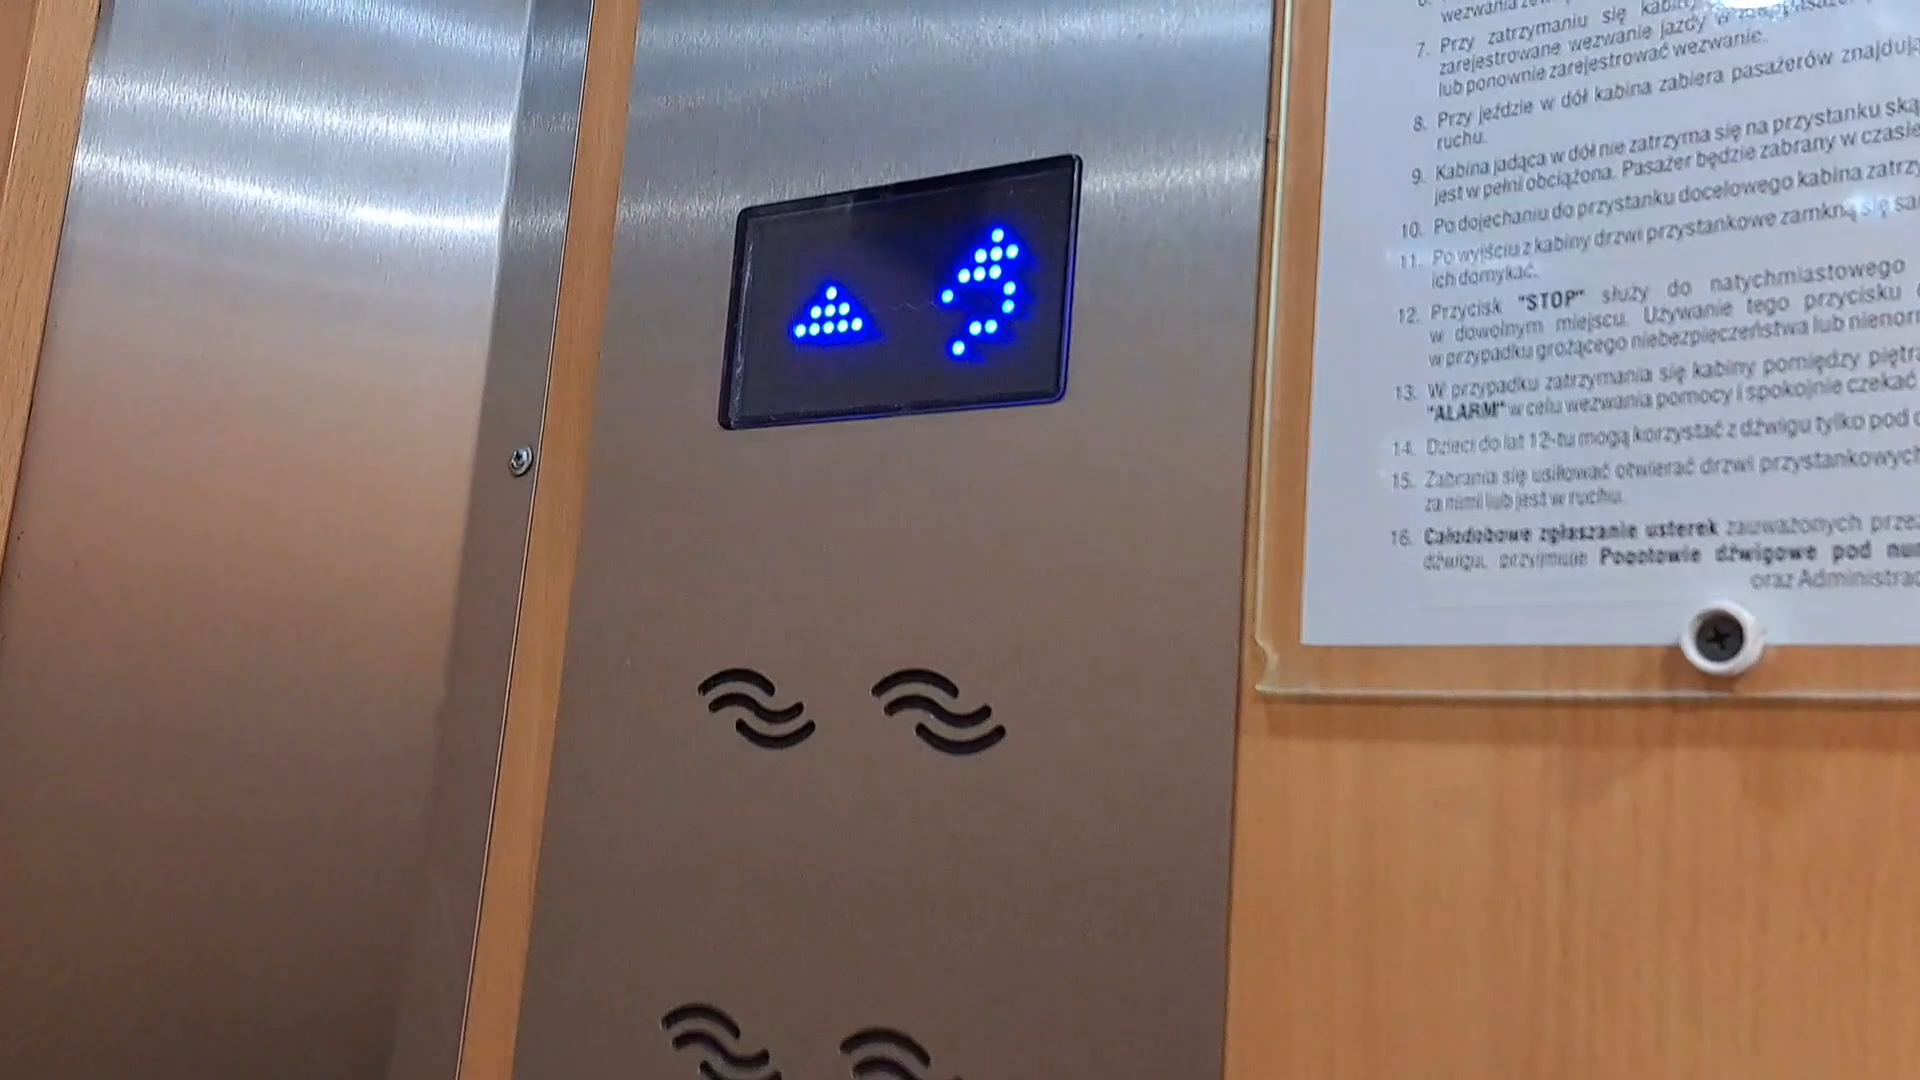 7. Przy zatrzymaniu się kabiny
zarejestrowane wezwanie jazdy w
lub ponownie zarejestrować wezwanie.
8. Przy jeździe w dół kabina zabiera pasażerów znajdują
ruchu.
9. Kabina jadąca w dół nie zatrzyma się na przystanku
jest w pełni obciążona. Pasażer będzie zabrany w czasie
10. Po dojechaniu do przystanku docelowego kabina zatrzy
11. Po wyjściu z kabiny drzwi przystankowe zamkną się
ich domykać.
12. Przycisk "STOP" służy do natychmiastowego
w dowolnym miejscu. Używanie tego przycisku
w przypadku grożącego niebezpieczeństwa lub nienorm
13. W przypadku zatrzymania się kabiny pomiędzy piętra
"ALARM" w celu wezwania pomocy i spokojnie czekać
14. Dzieci do lat 12-tu mogą korzystać z dźwigu tylko pod
15. Zabrania się usiłować otwierać drzwi przystankowych
za nimi lub jest w ruchu.
16. Całodobowe zgłaszanie usterek zauważonych prze
dźwigu, przyjmuje Pogotowie dźwigowe pod
oraz Administrac